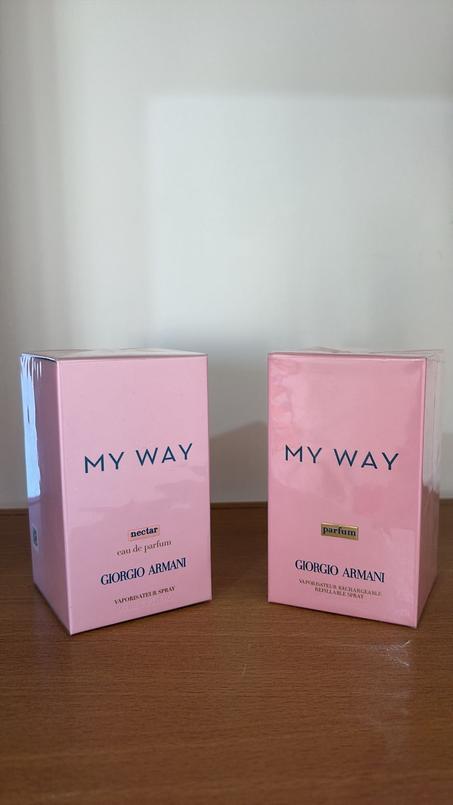 MY WAY
nectar
eau de parfum
GIORGIO ARMANI
VAPORISATEUR SPRAY
MY WAY
parfum
GIORGIO ARMANI
VAPORISATEUR RECHARGEABLE
REFILLABLE SPRAY